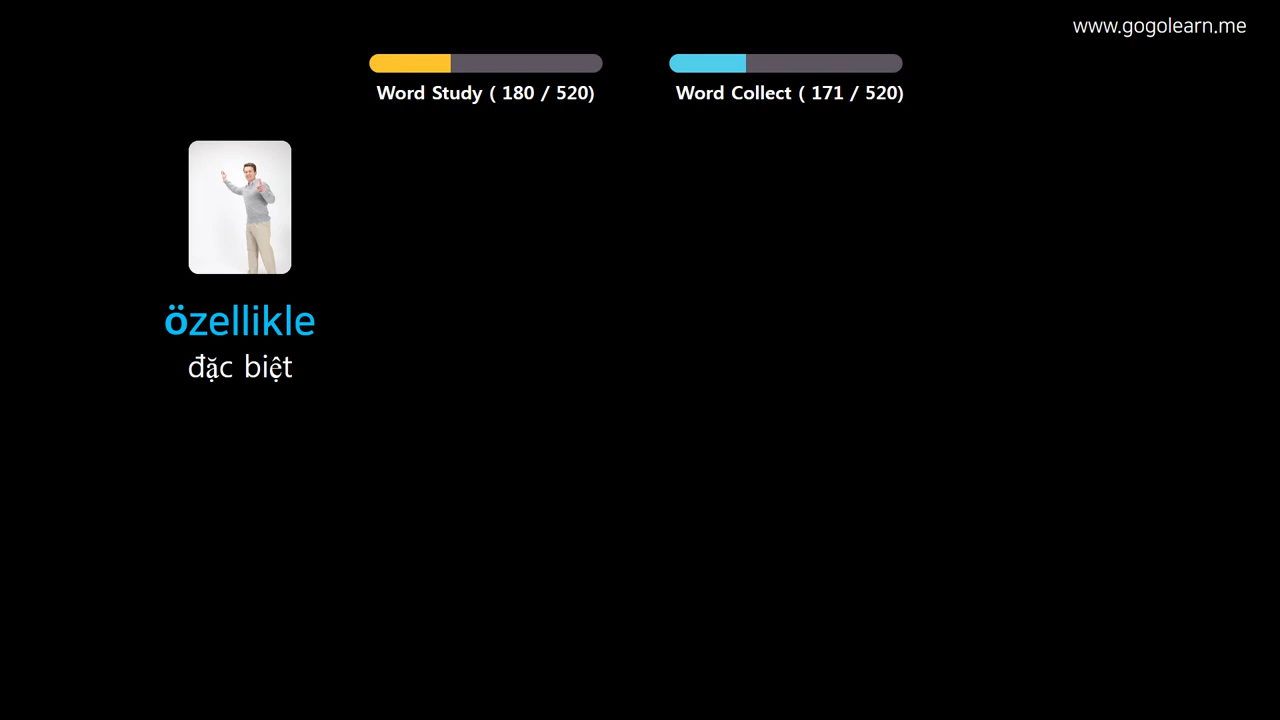 www.gogolearn.me
Word Study ( 180 / 520)
Word Collect ( 171 / 520)
özellikle
đặc biệt